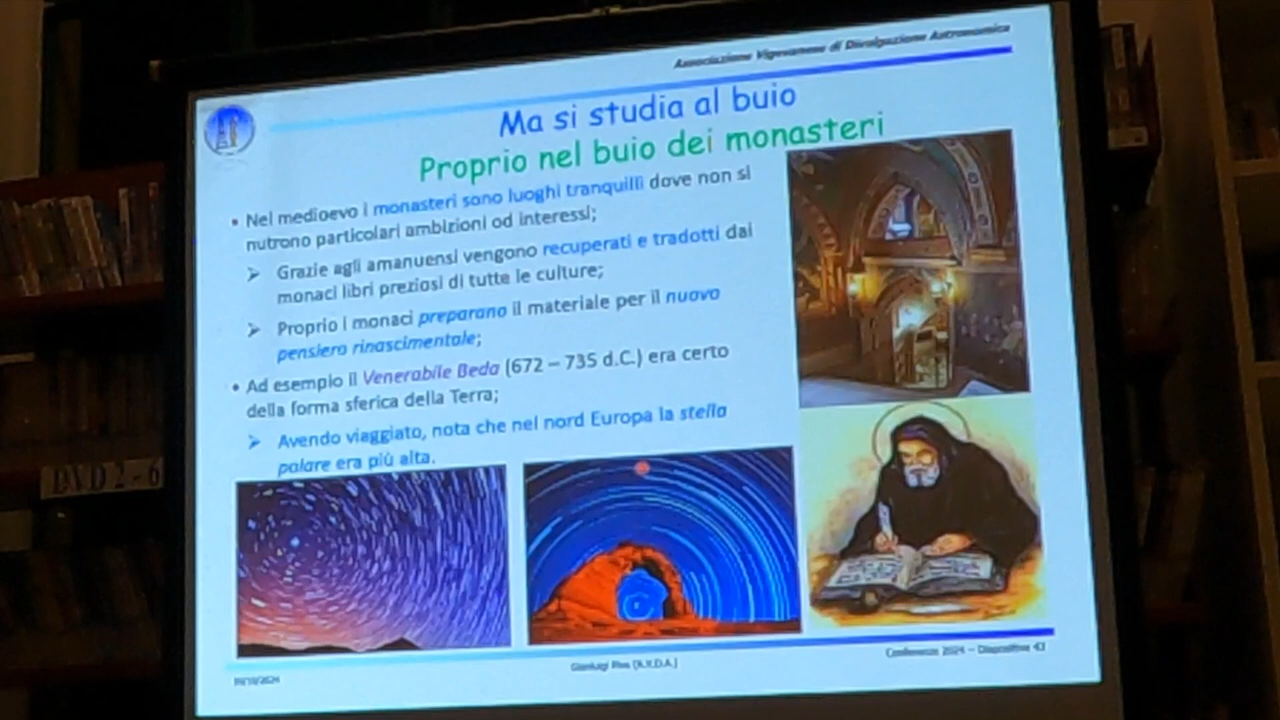 Associazione Vigevanese di Divulgazione Astronomica
Ma si studia al buio
Proprio nel buio dei monasteri
• Nel medioevo i monasteri sono luoghi tranquilli dove non si
nutrono particolari ambizioni od interessi;
➢ Grazie agli amanuensi vengono recuperati e tradotti dai
monaci libri preziosi di tutte le culture;
➢ Proprio i monaci preparano il materiale per il nuovo
pensiero rinascimentale;
• Ad esempio il Venerabile Beda (672 – 735 d.C.) era certo
della forma sferica della Terra;
➢ Avendo viaggiato, nota che nel nord Europa la stella
polare era più alta.
Gianluigi (A.V.D.A.)
Conferenze 2024 – Diapositiva 43
DVD 2-6